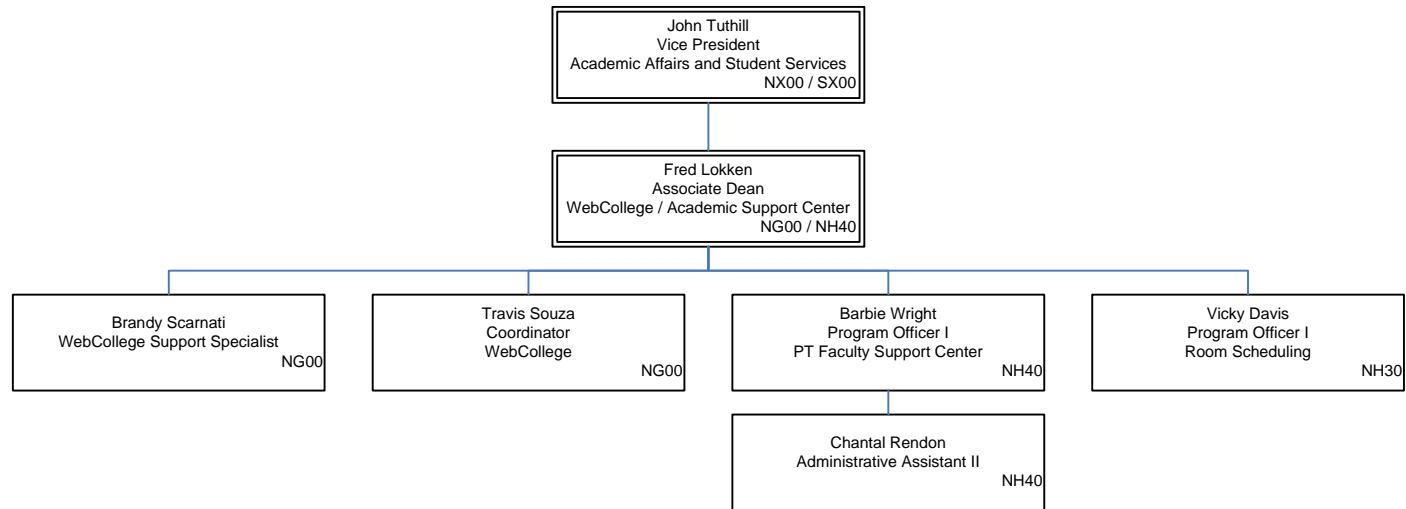 John Tuthill
Vice President
Academic Affairs and Student Services
NX00 / SX00
Fred Lokken
Associate Dean
WebCollege / Academic Support Center
NG00 / NH40
Brandy Scarnati
WebCollege Support Specialist
NG00
Travis Souza
Coordinator
WebCollege
NG00
Barbie Wright
Program Officer I
PT Faculty Support Center
NH40
Vicky Davis
Program Officer I
Room Scheduling
NH30
Chantal Rendon
Administrative Assistant II
NH40